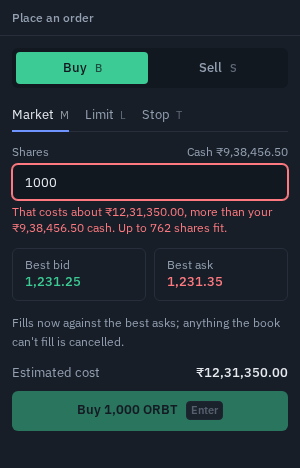 Place an order
Buy B Sell S
Market M Limit L Stop T
Shares Cash ₹9,38,456.50
1000
That costs about ₹12,31,350.00, more than your
₹9,38,456.50 cash. Up to 762 shares fit.
Best bid Best ask
1,231.25 1,231.35
Fills now against the best asks; anything the book
can't fill is cancelled.
Estimated cost ₹12,31,350.00
Buy 1,000 ORBT Enter